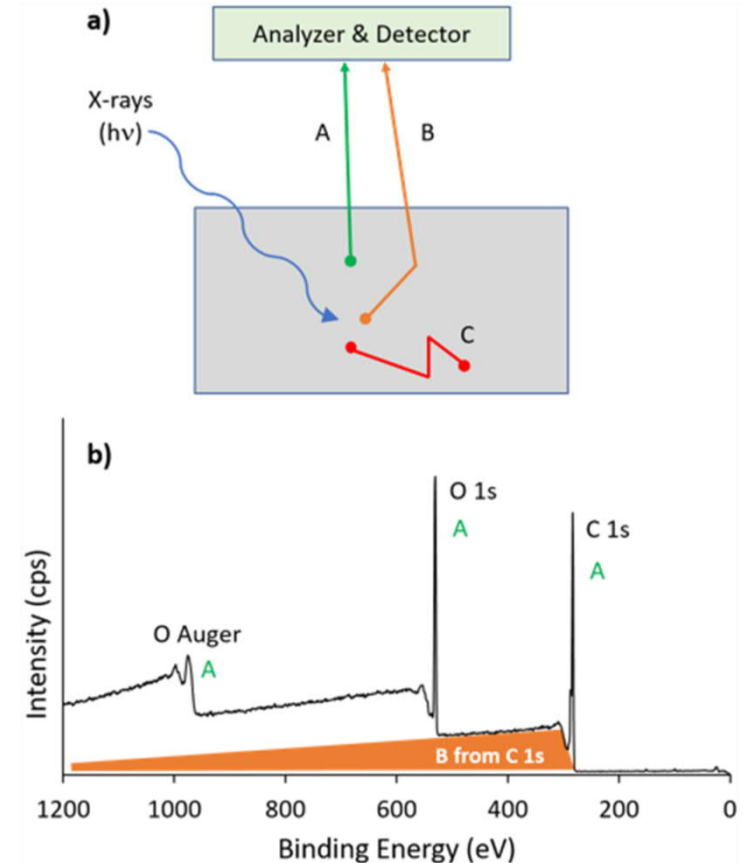 a)
Analyzer & Detector
X-rays
(hν)
A
B
C
b)
O 1s
A
C 1s
A
O Auger
A
B from C 1s
Intensity (cps)
1200 1000 800 600 400 200 0
Binding Energy (eV)